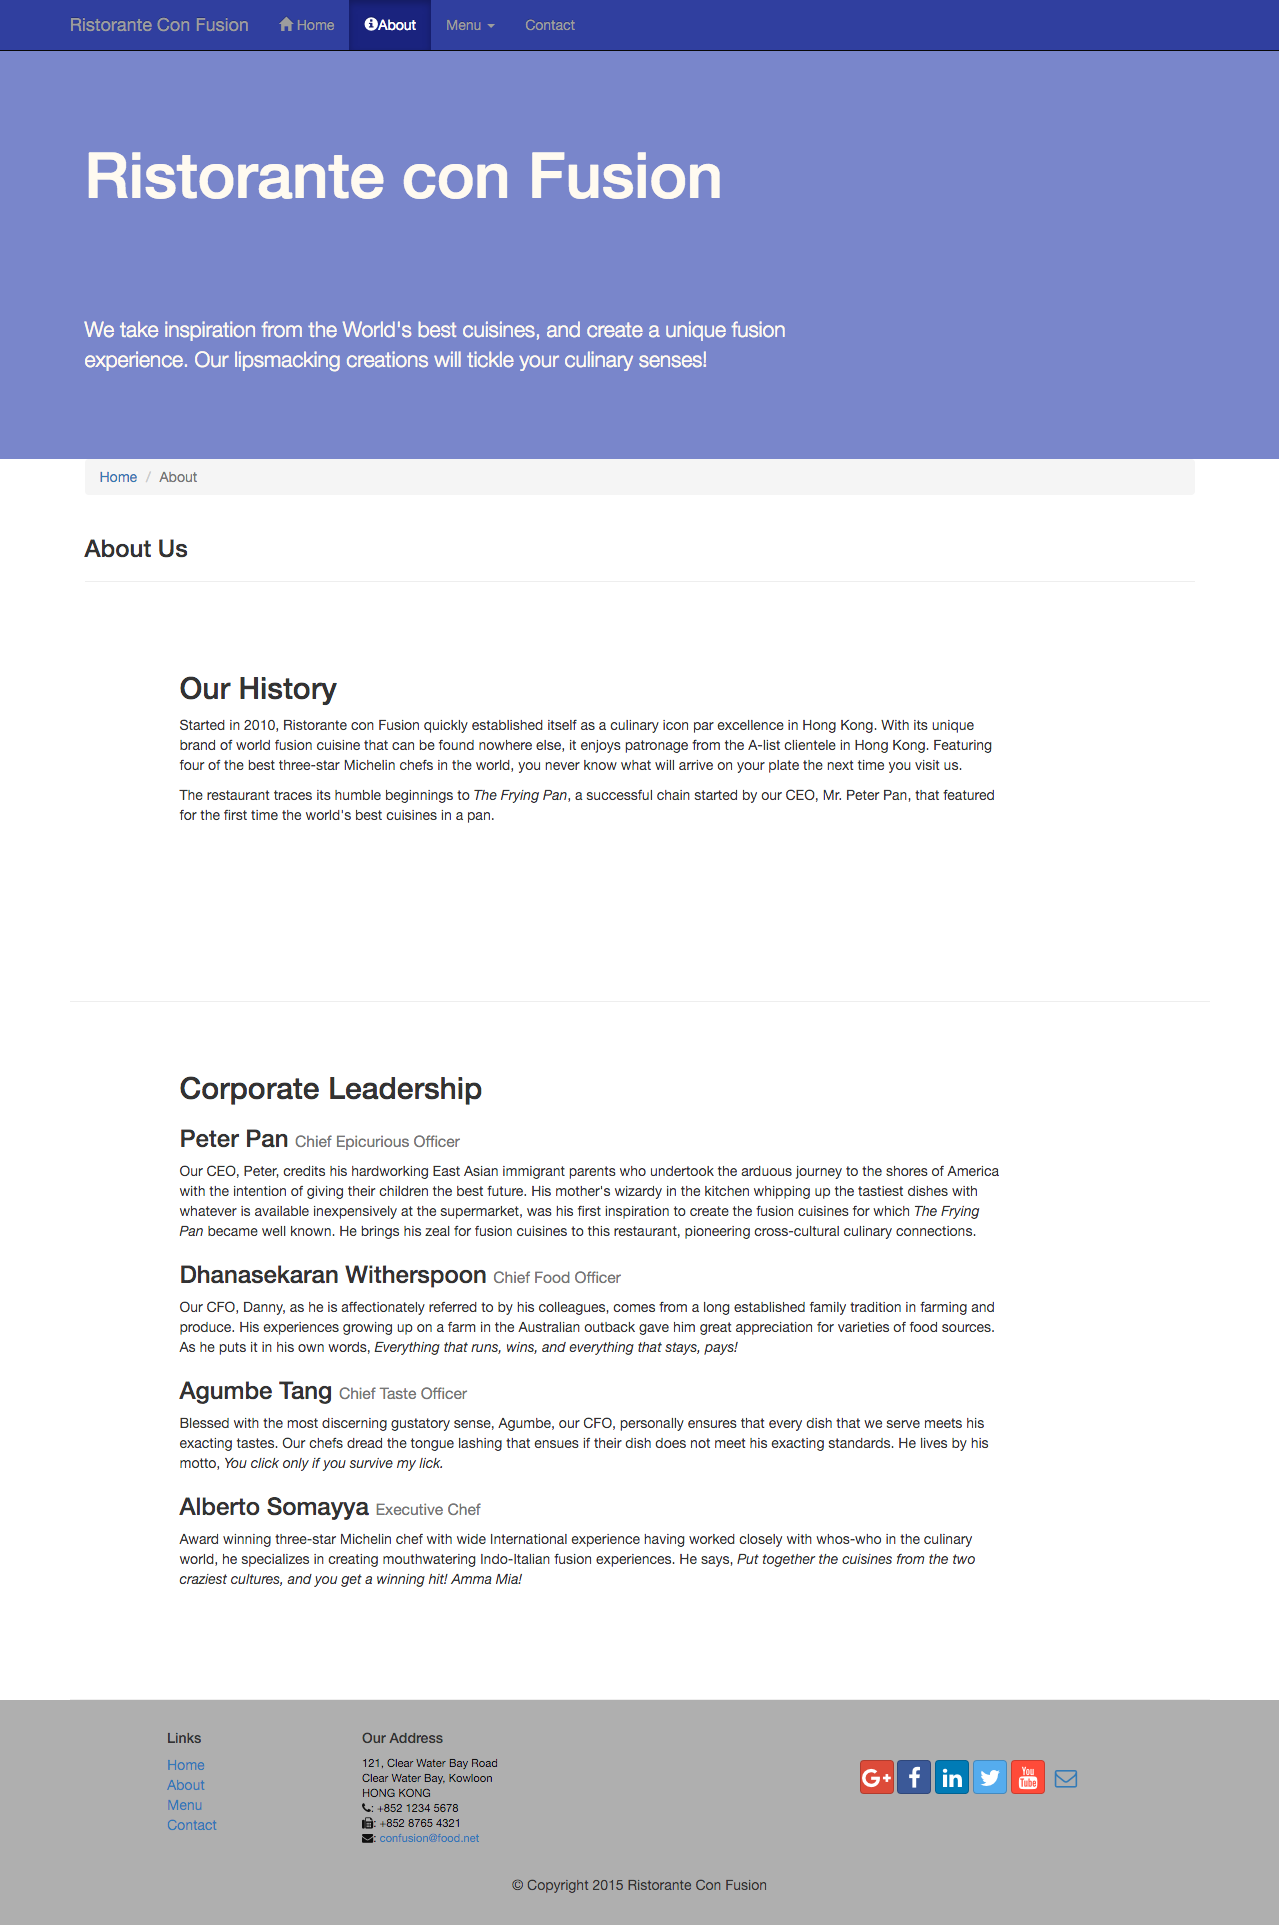 Ristorante Con Fusion Home About Menu Contact
Ristorante con Fusion
We take inspiration from the World's best cuisines, and create a unique fusion
experience. Our lipsmacking creations will tickle your culinary senses!
Home / About
About Us
Our History
Started in 2010, Ristorante con Fusion quickly established itself as a culinary icon par excellence in Hong Kong. With its unique
brand of world fusion cuisine that can be found nowhere else, it enjoys patronage from the A-list clientele in Hong Kong. Featuring
four of the best three-star Michelin chefs in the world, you never know what will arrive on your plate the next time you visit us.
The restaurant traces its humble beginnings to The Frying Pan, a successful chain started by our CEO, Mr. Peter Pan, that featured
for the first time the world's best cuisines in a pan.
Corporate Leadership
Peter Pan Chief Epicurious Officer
Our CEO, Peter, credits his hardworking East Asian immigrant parents who undertook the arduous journey to the shores of America
with the intention of giving their children the best future. His mother's wizardy in the kitchen whipping up the tastiest dishes with
whatever is available inexpensively at the supermarket, was his first inspiration to create the fusion cuisines for which The Frying
Pan became well known. He brings his zeal for fusion cuisines to this restaurant, pioneering cross-cultural culinary connections.
Dhanasekaran Witherspoon Chief Food Officer
Our CFO, Danny, as he is affectionately referred to by his colleagues, comes from a long established family tradition in farming and
produce. His experiences growing up on a farm in the Australian outback gave him great appreciation for varieties of food sources.
As he puts it in his own words, Everything that runs, wins, and everything that stays, pays!
Agumbe Tang Chief Taste Officer
Blessed with the most discerning gustatory sense, Agumbe, our CFO, personally ensures that every dish that we serve meets his
exacting tastes. Our chefs dread the tongue lashing that ensues if their dish does not meet his exacting standards. He lives by his
motto, You click only if you survive my lick.
Alberto Somayya Executive Chef
Award winning three-star Michelin chef with wide International experience having worked closely with whos-who in the culinary
world, he specializes in creating mouthwatering Indo-Italian fusion experiences. He says, Put together the cuisines from the two
craziest cultures, and you get a winning hit! Amma Mia!
Links
Home
About
Menu
Contact
Our Address
121, Clear Water Bay Road
Clear Water Bay, Kowloon
HONG KONG
: +852 1234 5678
: +852 8765 4321
: confusion@food.net
G+ f in You Tube
© Copyright 2015 Ristorante Con Fusion